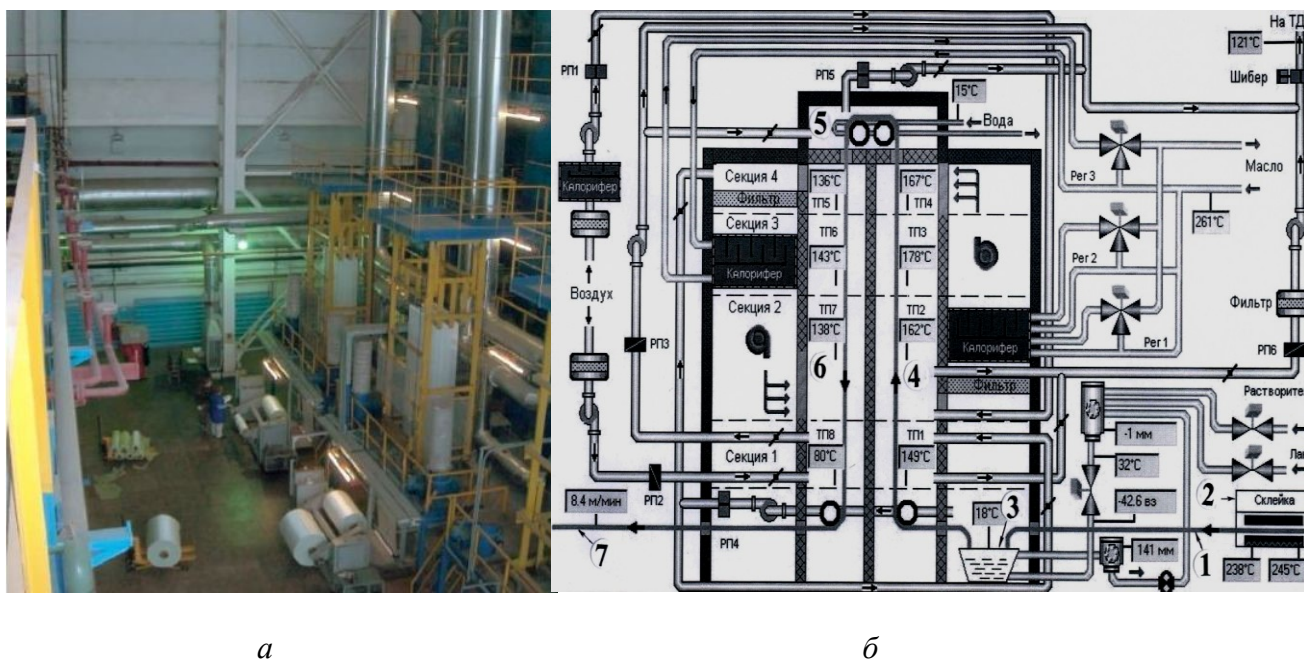 На ТД
121°C
РП1
РП5
Шибер
15°C
5
Вода
Калорифер
Секция 4
136°C
167°C
Масло
Фильтр
ТП5
ТП4
Рег 3
Секция 3
ТП6
ТП3
261°C
Калорифер
143°C
178°C
Воздух
Рег 2
Фильтр
Секция 2
ТП7
ТП2
138°C
162°C
Калорифер
Рег 1
РП3
6
4
РП6
Фильтр
Растворите
ТП8
ТП1
-1 мм
Секция 1
80°C
149°C
32°C
Ла
РП2
8.4 м/мин
18°C
3
-42.6 вз
2
Склейка
7
РП4
141 мм
1
238°C
245°C
а
б